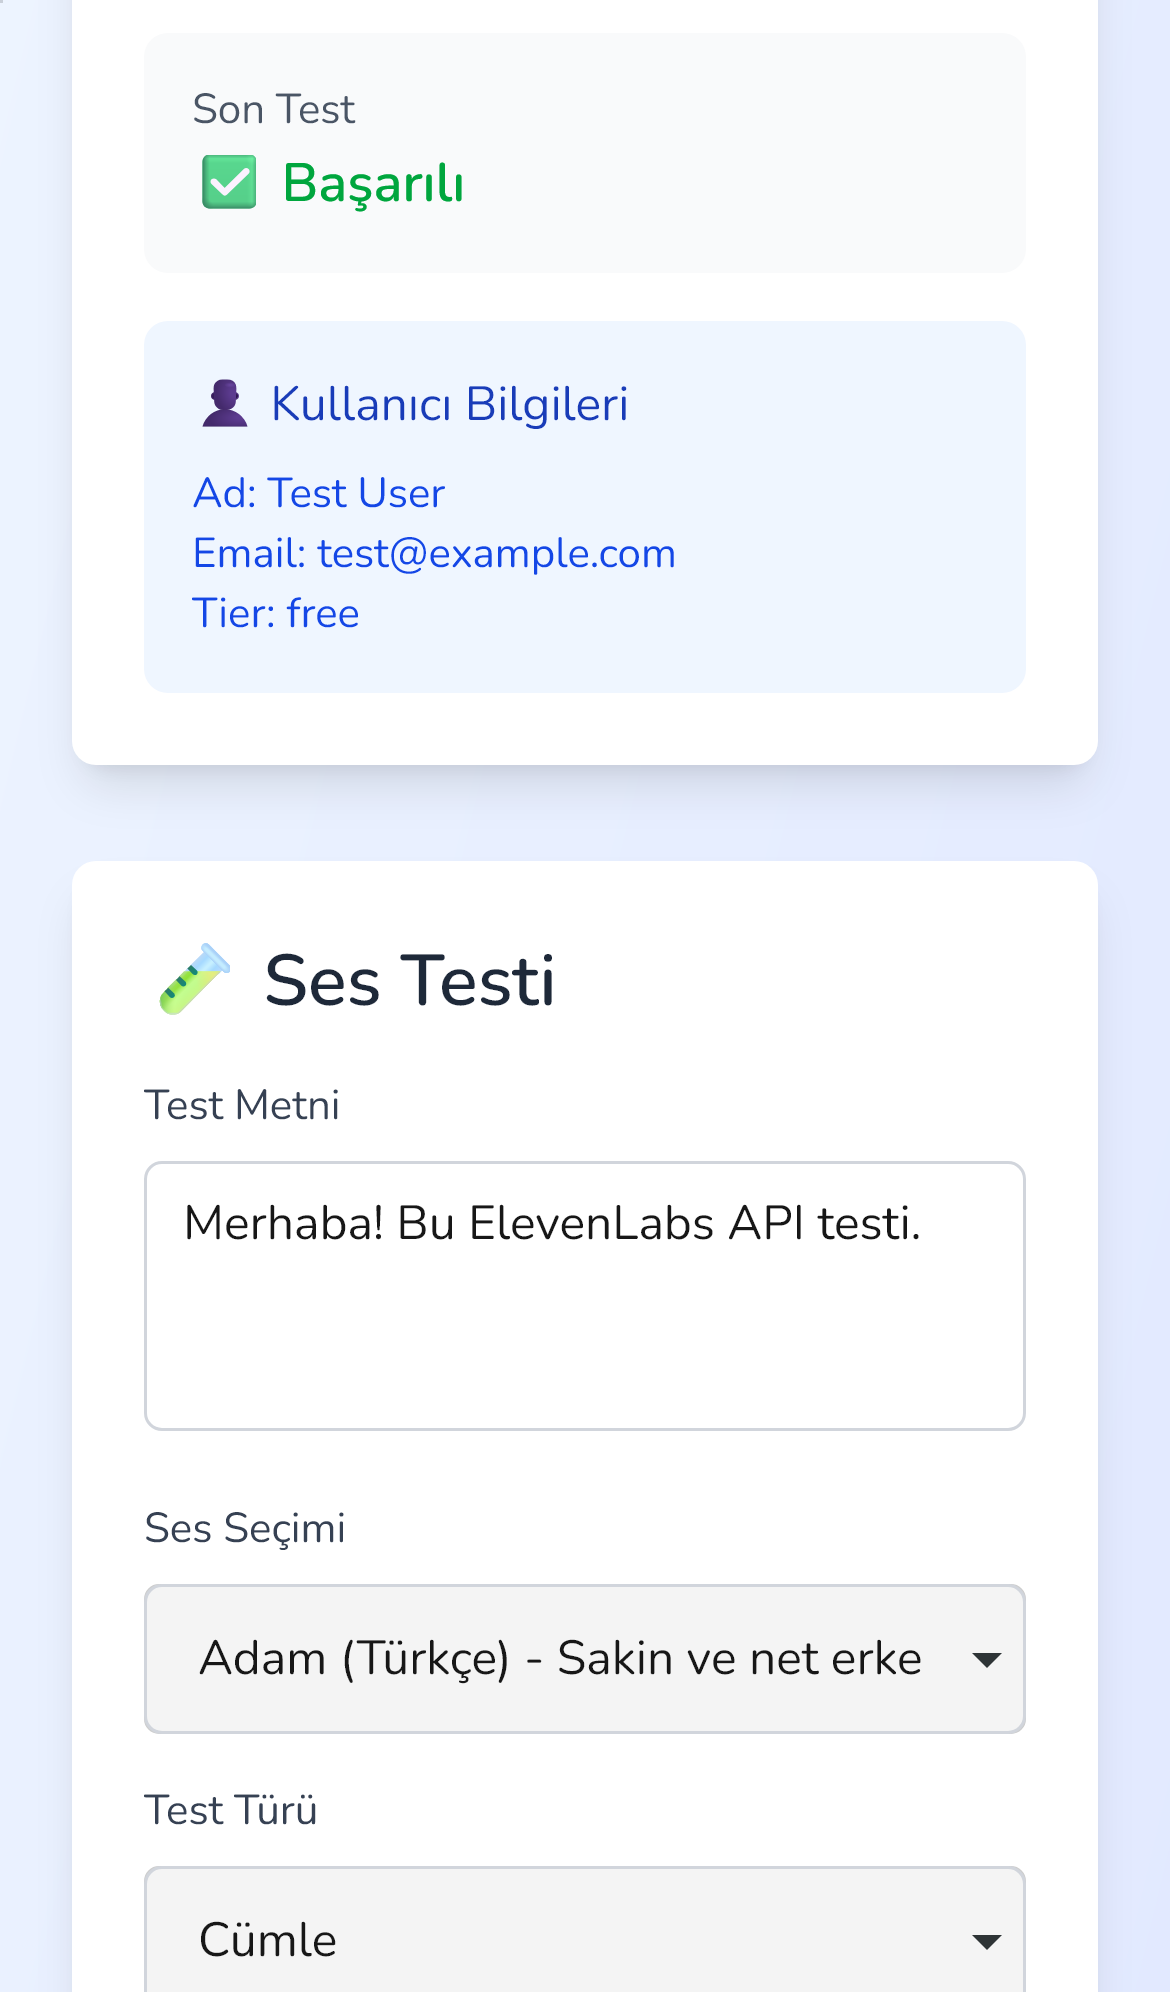 Son Test
✅ Başarılı
👤 Kullanıcı Bilgileri
Ad: Test User
Email: test@example.com
Tier: free
🧪 Ses Testi
Test Metni
Merhaba! Bu ElevenLabs API testi.
Ses Seçimi
Adam (Türkçe) - Sakin ve net erke
Test Türü
Cümle